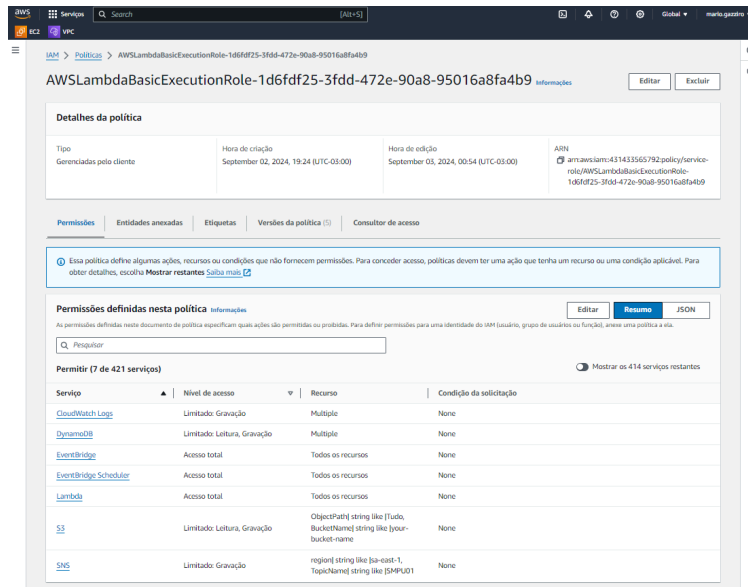 aws
Serviços
Search
[Alt+S]
Global
mario.gazziro
EC2
VPC
IAM > Políticas > AWSLambdaBasicExecutionRole-1d6fdf25-3fdd-472e-90a8-95016a8fa4b9
AWSLambdaBasicExecutionRole-1d6fdf25-3fdd-472e-90a8-95016a8fa4b9 Informações
Editar
Excluir
Detalhes da política
Tipo
Gerenciadas pelo cliente
Hora de criação
September 02, 2024, 19:24 (UTC-03:00)
Hora de edição
September 03, 2024, 00:54 (UTC-03:00)
ARN
arn:aws:iam::431433565792:policy/service-
role/AWSLambdaBasicExecutionRole-
1d6fdf25-3fdd-472e-90a8-95016a8fa4b9
Permissões
Entidades anexadas
Etiquetas
Versões da política (5)
Consultor de acesso
Essa política define algumas ações, recursos ou condições que não fornecem permissões. Para conceder acesso, políticas devem ter uma ação que tenha um recurso ou uma condição aplicável. Para
obter detalhes, escolha Mostrar restantes Saiba mais
Permissões definidas nesta política Informações
Editar
Resumo
JSON
As permissões definidas neste documento de política especificam quais ações são permitidas ou proibidas. Para definir permissões para uma identidade do IAM (usuário, grupo de usuários ou função), anexe uma política a ela.
Pesquisar
Permitir (7 de 421 serviços)
Mostrar os 414 serviços restantes
Serviço
Nível de acesso
Recurso
Condição da solicitação
CloudWatch Logs
Limitado: Gravação
Multiple
None
DynamoDB
Limitado: Leitura, Gravação
Multiple
None
EventBridge
Acesso total
Todos os recursos
None
EventBridge Scheduler
Acesso total
Todos os recursos
None
Lambda
Acesso total
Todos os recursos
None
S3
Limitado: Leitura, Gravação
ObjectPath| string like |Tudo,
BucketName| string like |your-
bucket-name
None
SNS
Limitado: Gravação
region| string like |sa-east-1,
TopicName| string like |SMPU01
None